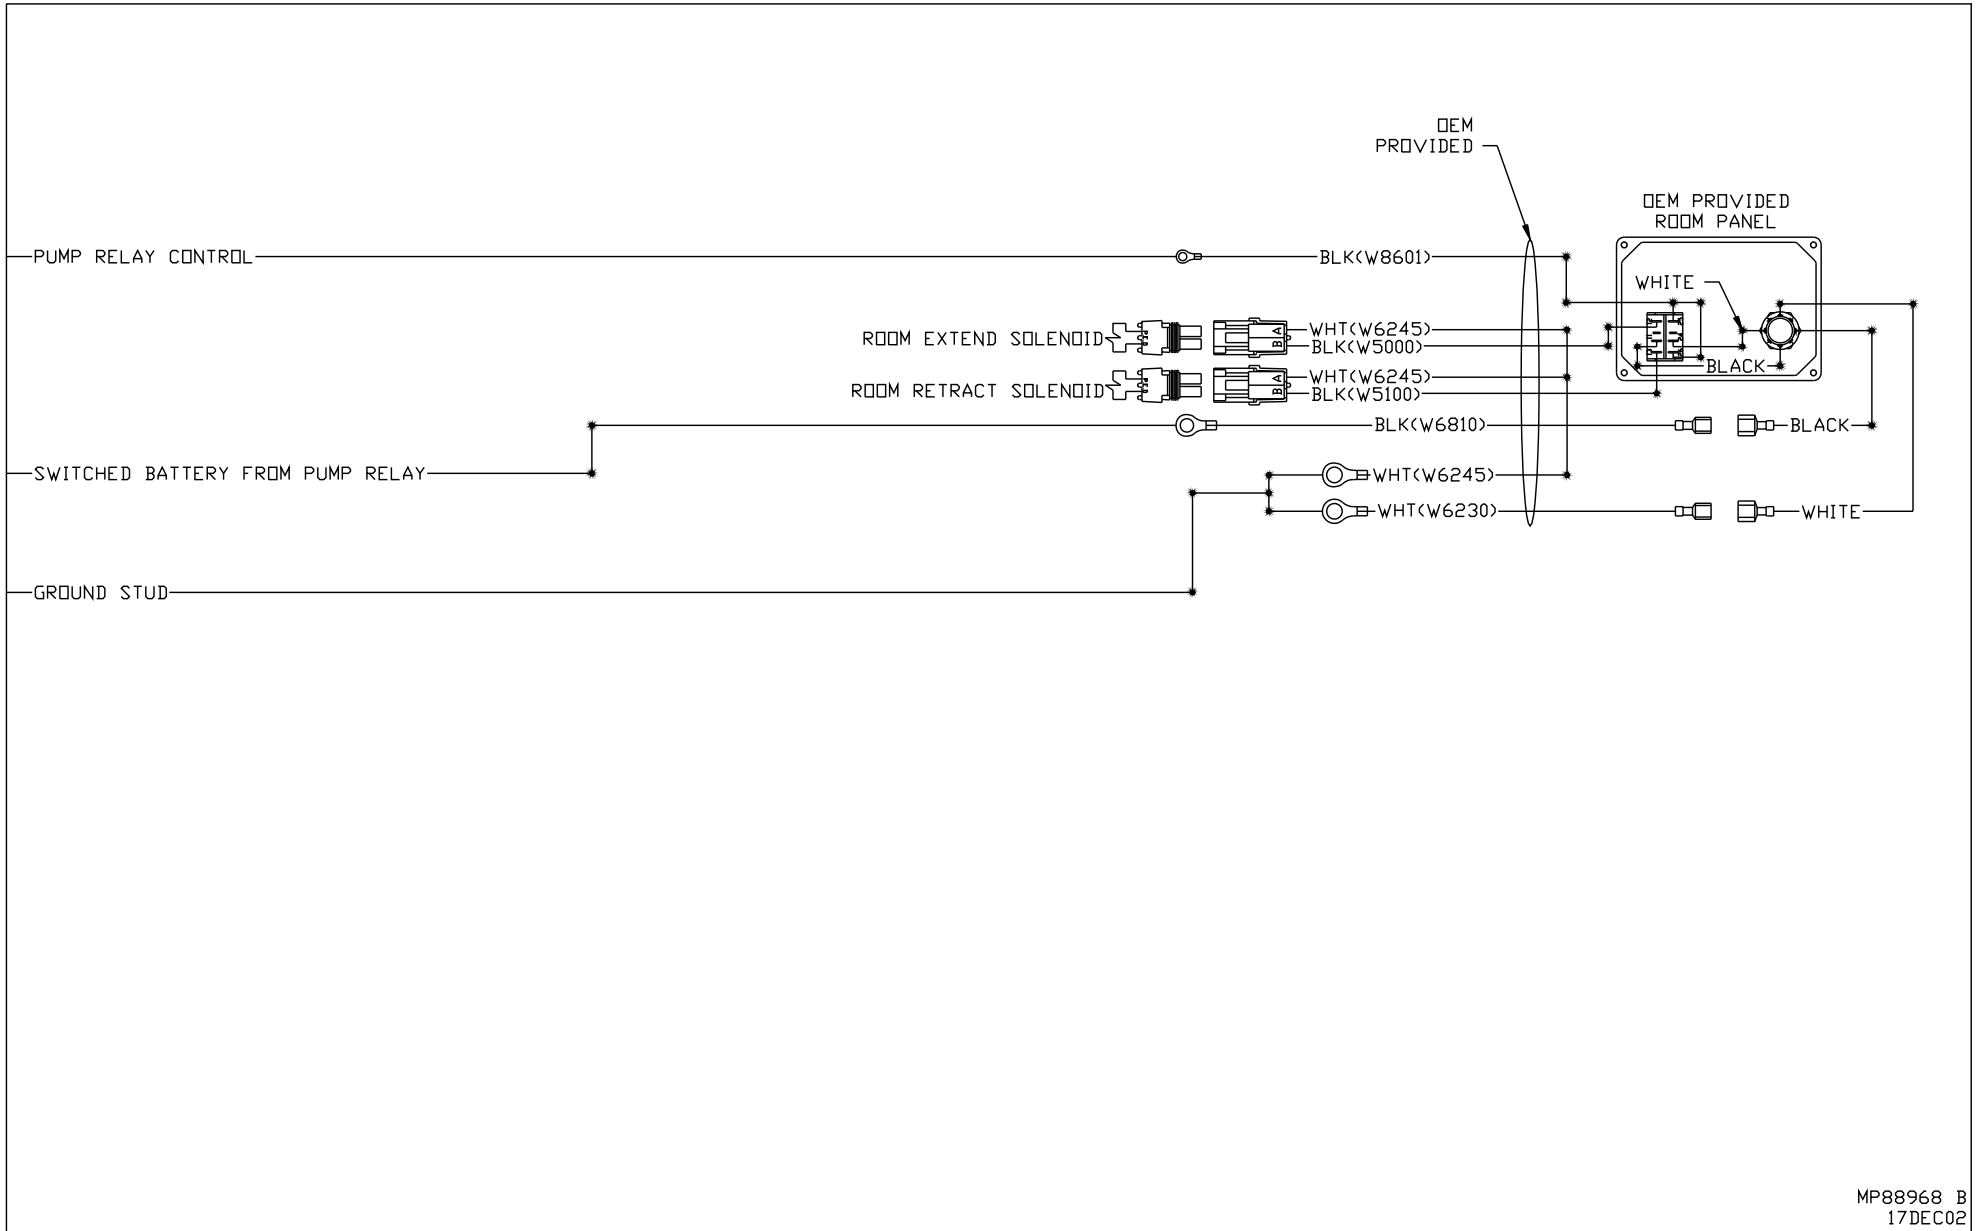 OEM
PROVIDED
OEM PROVIDED
ROOM PANEL
PUMP RELAY CONTROL
BLK(W8601)
WHITE
ROOM EXTEND SOLENOID
A
B
WHT(W6245)
BLK(W5000)
BLACK
ROOM RETRACT SOLENOID
A
B
WHT(W6245)
BLK(W5100)
BLK(W6810)
BLACK
SWITCHED BATTERY FROM PUMP RELAY
WHT(W6245)
WHT(W6230)
WHITE
GROUND STUD
MP88968 B
17DEC02